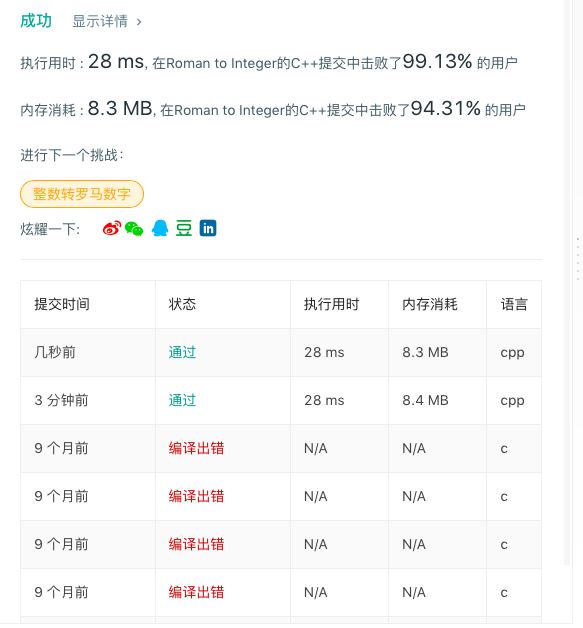 成功 显示详情 ›
执行用时 : 28 ms, 在Roman to Integer的C++提交中击败了99.13% 的用户
内存消耗 : 8.3 MB, 在Roman to Integer的C++提交中击败了94.31% 的用户
进行下一个挑战：
整数转罗马数字
炫耀一下: 豆 in
提交时间 状态 执行用时 内存消耗 语言
几秒前 通过 28 ms 8.3 MB cpp
3 分钟前 通过 28 ms 8.4 MB cpp
9 个月前 编译出错 N/A N/A c
9 个月前 编译出错 N/A N/A c
9 个月前 编译出错 N/A N/A c
9 个月前 编译出错 N/A N/A c